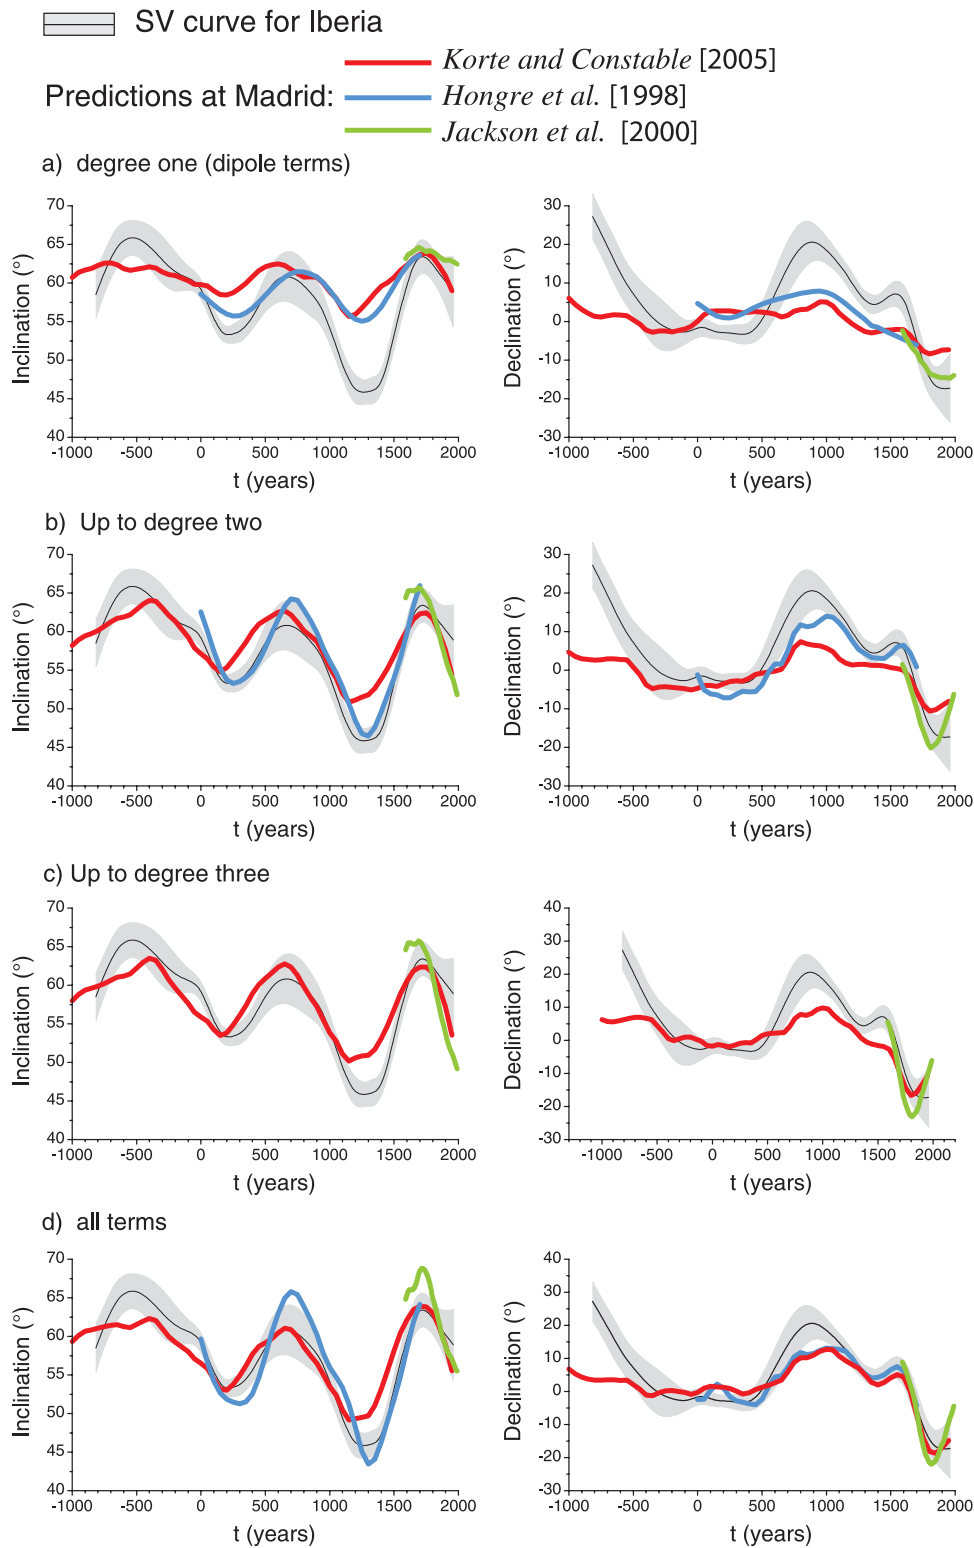 SV curve for Iberia
Predictions at Madrid:
Korte and Constable [2005]
Hongre et al. [1998]
Jackson et al. [2000]
a) degree one (dipole terms)
Inclination (°)
70
65
60
55
50
45
40
-1000 -500 0 500 1000 1500 2000
t (years)
Declination (°)
30
20
10
0
-10
-20
-30
-1000 -500 0 500 1000 1500 2000
t (years)
b) Up to degree two
Inclination (°)
70
65
60
55
50
45
40
-1000 -500 0 500 1000 1500 2000
t (years)
Declination (°)
30
20
10
0
-10
-20
-30
-1000 -500 0 500 1000 1500 2000
t (years)
c) Up to degree three
Inclination (°)
70
65
60
55
50
45
40
-1000 -500 0 500 1000 1500 2000
t (years)
Declination (°)
40
30
20
10
0
-10
-20
-30
-1000 -500 0 500 1000 1500 2000
t (years)
d) all terms
Inclination (°)
70
65
60
55
50
45
40
-1000 -500 0 500 1000 1500 2000
t (years)
Declination (°)
40
30
20
10
0
-10
-20
-30
-1000 -500 0 500 1000 1500 2000
t (years)